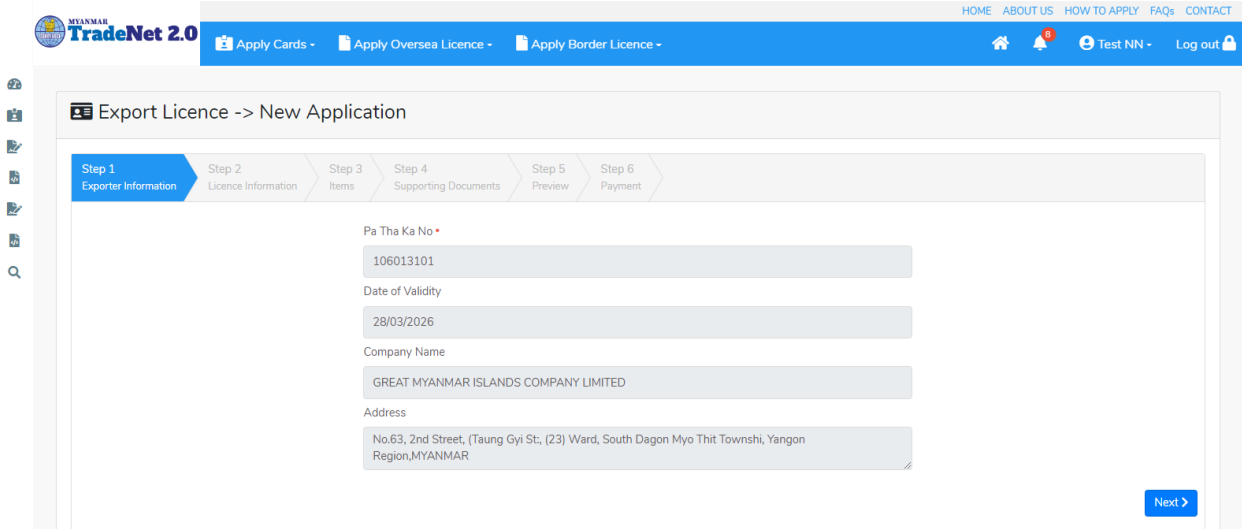 HOME ABOUT US HOW TO APPLY FAQs CONTACT
MYANMAR
TradeNet 2.0
Apply Cards
Apply Oversea Licence
Apply Border Licence
8
Test NN
Log out
Export Licence -> New Application
Step 1
Exporter Information
Step 2
Licence Information
Step 3
Items
Step 4
Supporting Documents
Step 5
Preview
Step 6
Payment
Pa Tha Ka No •
106013101
Date of Validity
28/03/2026
Company Name
GREAT MYANMAR ISLANDS COMPANY LIMITED
Address
No.63, 2nd Street, (Taung Gyi St:, (23) Ward, South Dagon Myo Thit Townshi, Yangon
Region,MYANMAR
Next >